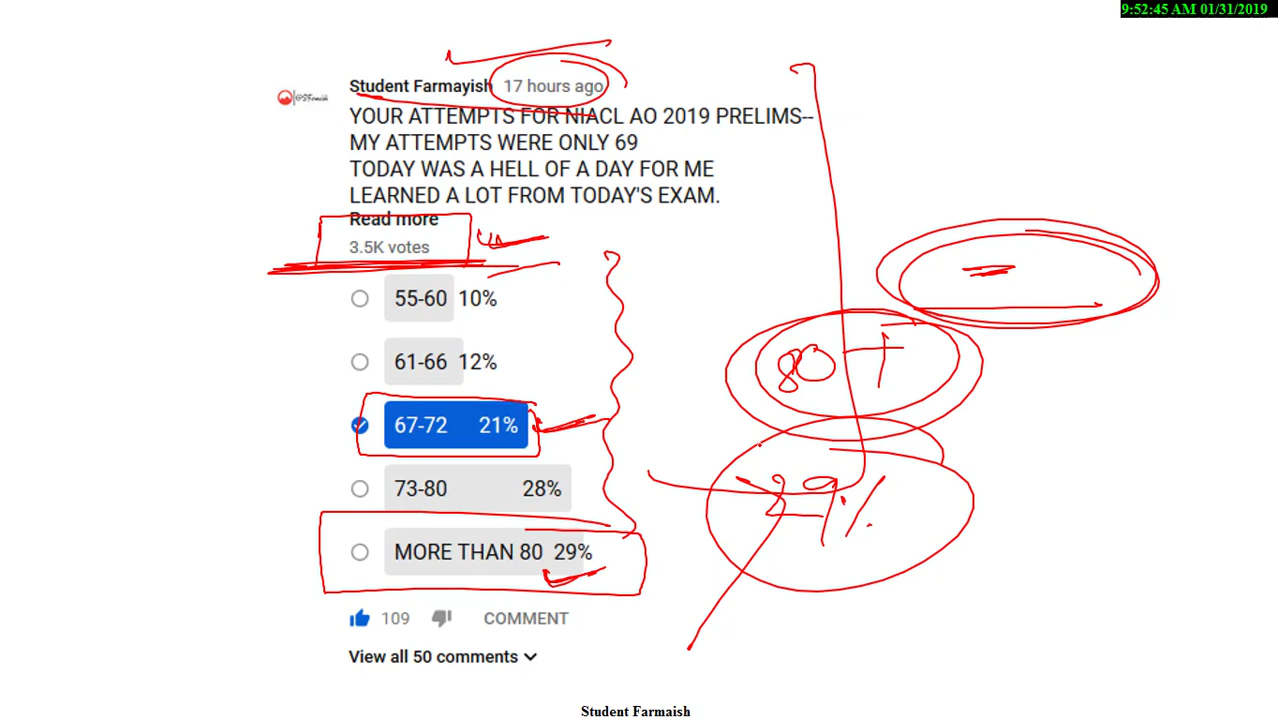 9:52:45 AM 01/31/2019
Student Farmayish 17 hours ago
YOUR ATTEMPTS FOR NIACL AO 2019 PRELIMS--
MY ATTEMPTS WERE ONLY 69
TODAY WAS A HELL OF A DAY FOR ME
LEARNED A LOT FROM TODAY'S EXAM.
Read more
3.5K votes
55-60 10%
61-66 12%
80+
67-72 21%
73-80 28%
29%
MORE THAN 80 29%
109 COMMENT
View all 50 comments
Student Farmaish